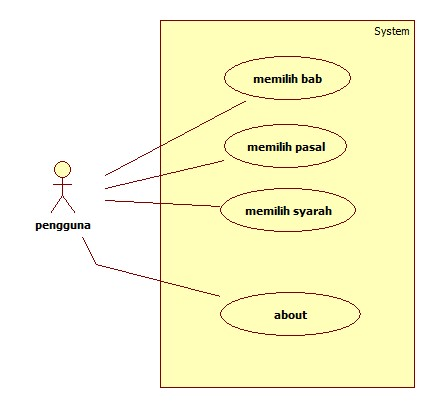 System
memilih bab
memilih pasal
memilih syarah
pengguna
about